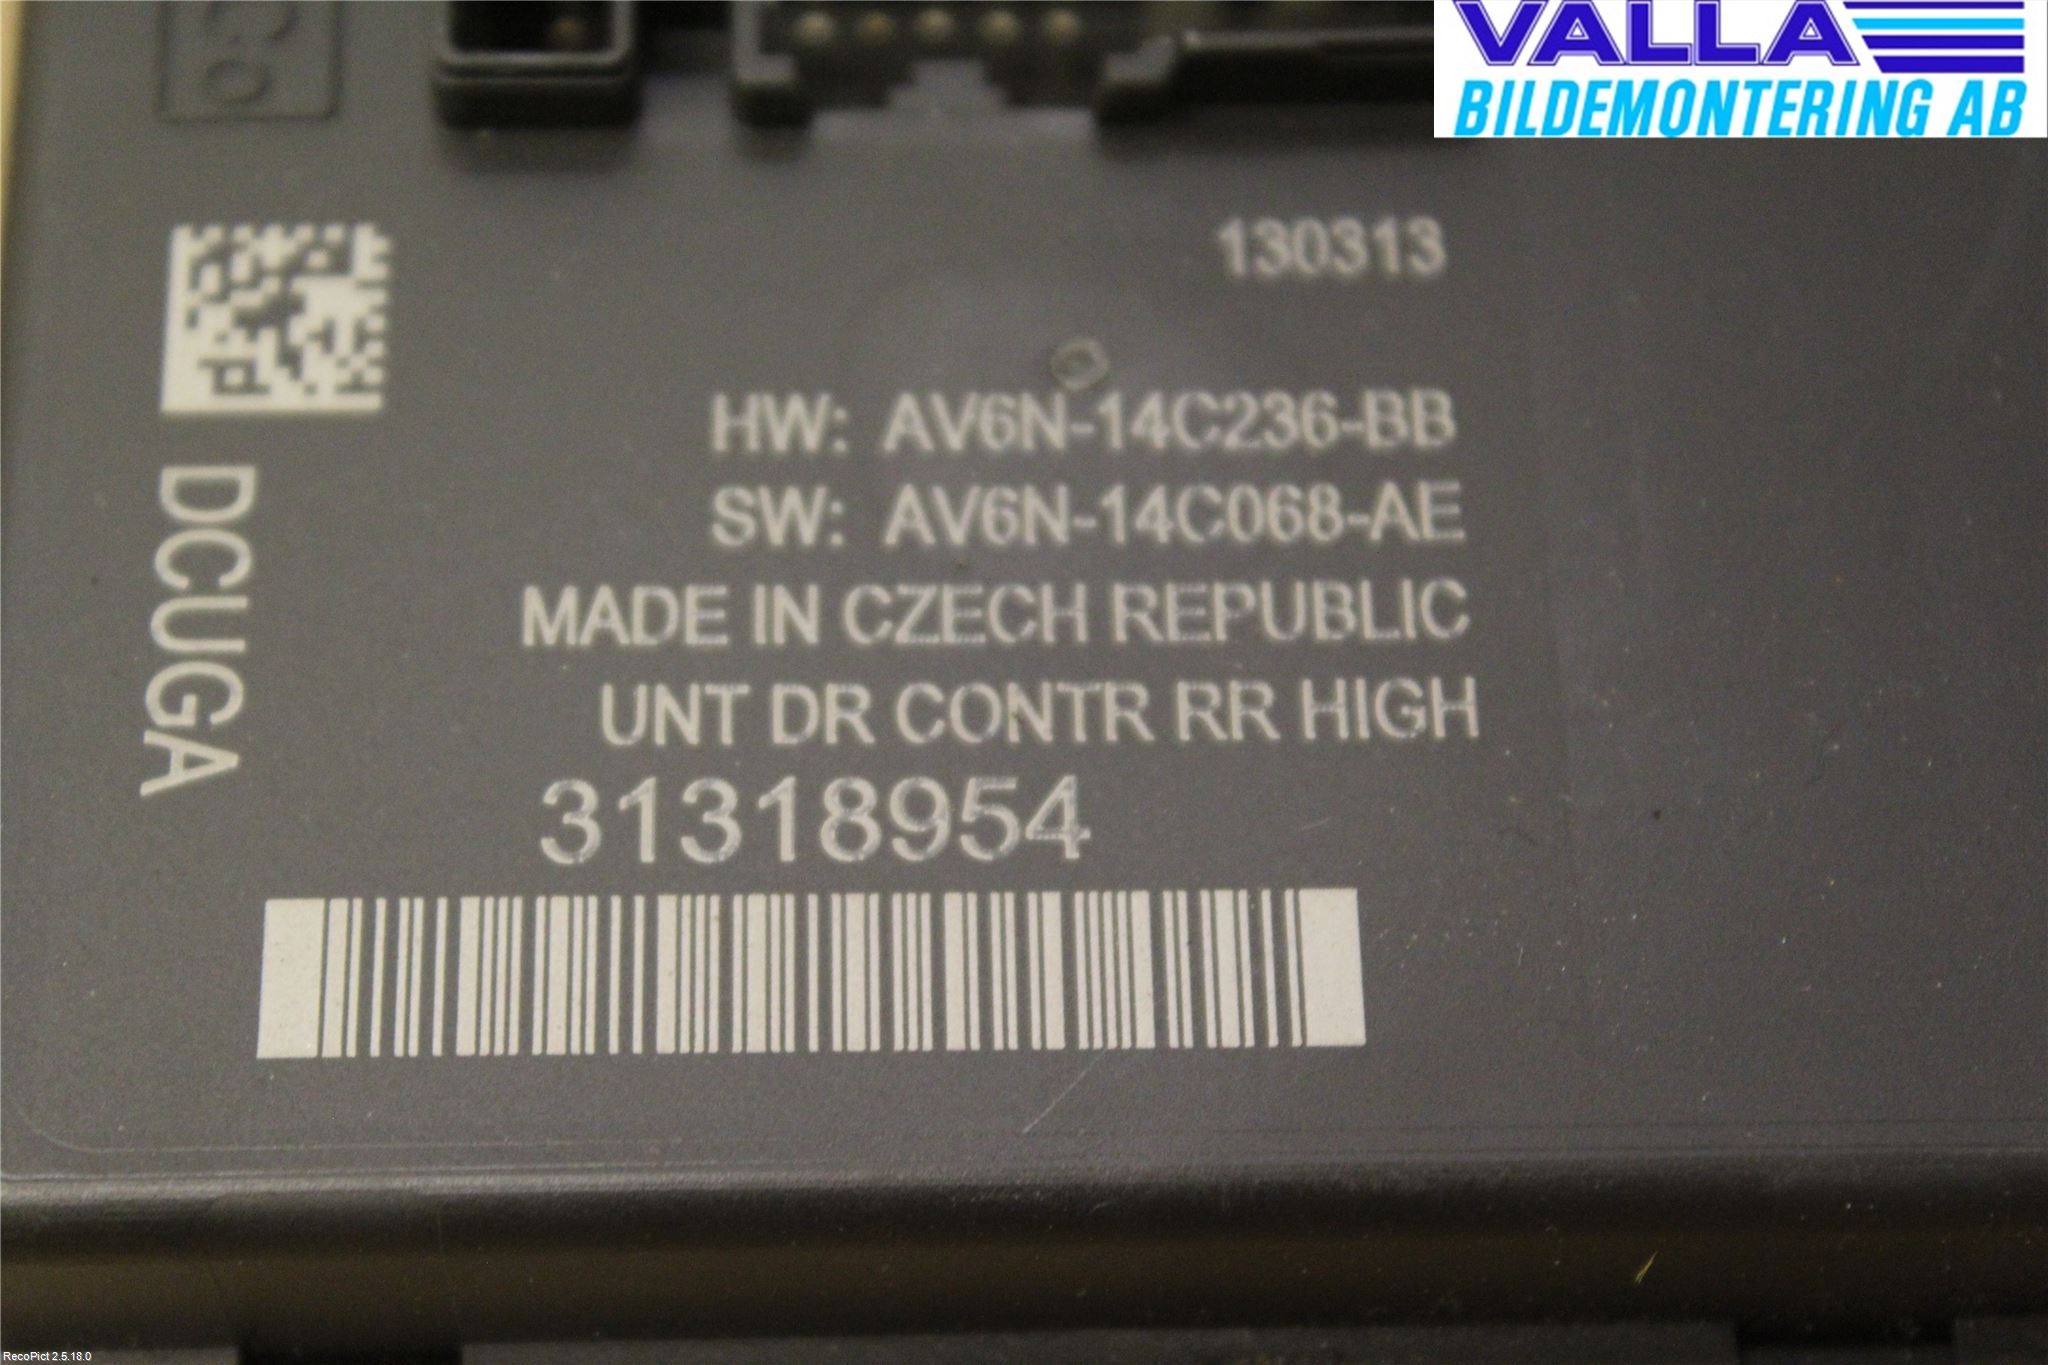 VALLA
BILDEMONTERING AB
130313
HW: AV6N-14C236-BB
SW: AV6N-14C068-AE
MADE IN CZECH REPUBLIC
UNT DR CONTR RR HIGH
31318954
DCUGA
RecoPict 2.5.18.0